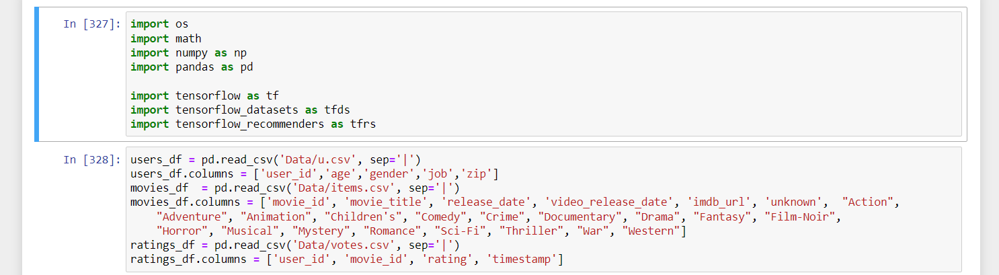 In [327]:
import os
import math
import numpy as np
import pandas as pd
import tensorflow as tf
import tensorflow_datasets as tfds
import tensorflow_recommenders as tfrs
In [328]:
users_df = pd.read_csv('Data/u.csv', sep='|')
users_df.columns = ['user_id','age','gender','job','zip']
movies_df  = pd.read_csv('Data/items.csv', sep='|')
movies_df.columns = ['movie_id', 'movie_title', 'release_date', 'video_release_date', 'imdb_url', 'unknown',  "Action",
    "Adventure", "Animation", "Children's", "Comedy", "Crime", "Documentary", "Drama", "Fantasy", "Film-Noir",
    "Horror", "Musical", "Mystery", "Romance", "Sci-Fi", "Thriller", "War", "Western"]
ratings_df = pd.read_csv('Data/votes.csv', sep='|')
ratings_df.columns = ['user_id', 'movie_id', 'rating', 'timestamp']